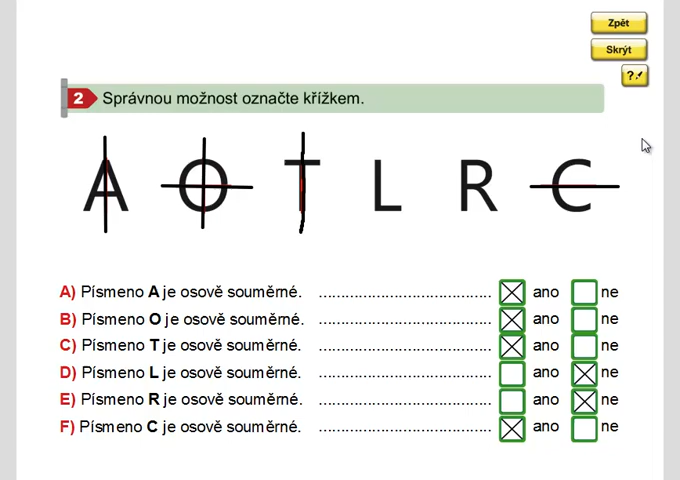 Zpět
Skrýt
?
2 Správnou možnost označte křížkem.
A O T L R C
A) Písmeno A je osově souměrné. ....................................... ano ne
B) Písmeno O je osově souměrné. ....................................... ano ne
C) Písmeno T je osově souměrné. ....................................... ano ne
D) Písmeno L je osově souměrné. ....................................... ano ne
E) Písmeno R je osově souměrné. ....................................... ano ne
F) Písmeno C je osově souměrné. ....................................... ano ne